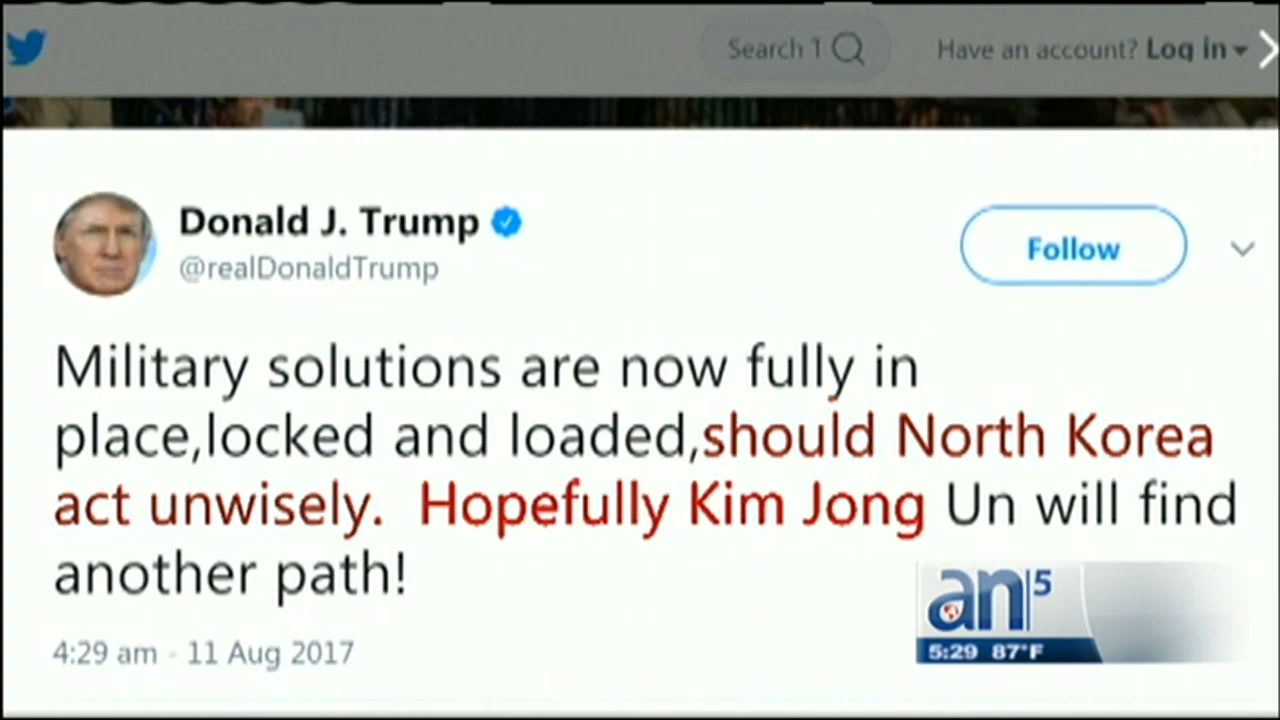 Search T
Have an account? Log in
Donald J. Trump
@realDonaldTrump
Follow
Military solutions are now fully in
place,locked and loaded,should North Korea
act unwisely. Hopefully Kim Jong Un will find
another path!
4:29 am - 11 Aug 2017
an 5
5:29 87°F